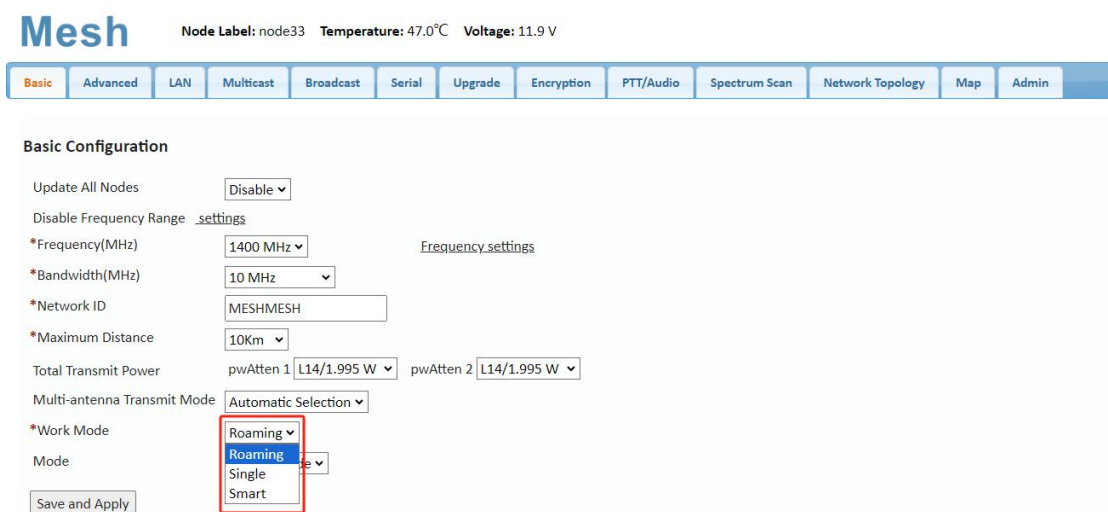 Mesh Node Label: node33 Temperature: 47.0℃ Voltage: 11.9 V
Basic Advanced LAN Multicast Broadcast Serial Upgrade Encryption PTT/Audio Spectrum Scan Network Topology Map Admin
Basic Configuration
Update All Nodes Disable
Disable Frequency Range settings
*Frequency(MHz) 1400 MHz Frequency settings
*Bandwidth(MHz) 10 MHz
*Network ID MESHMESH
*Maximum Distance 10Km
Total Transmit Power pwAtten 1 L14/1.995 W pwAtten 2 L14/1.995 W
Multi-antenna Transmit Mode Automatic Selection
*Work Mode Roaming
Roaming
Mode
Single
Smart
Save and Apply